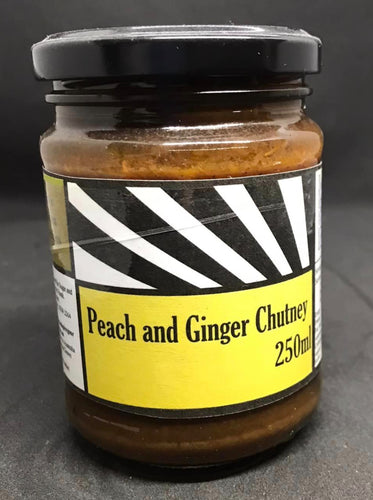 Peach and Ginger Chutney
250ml